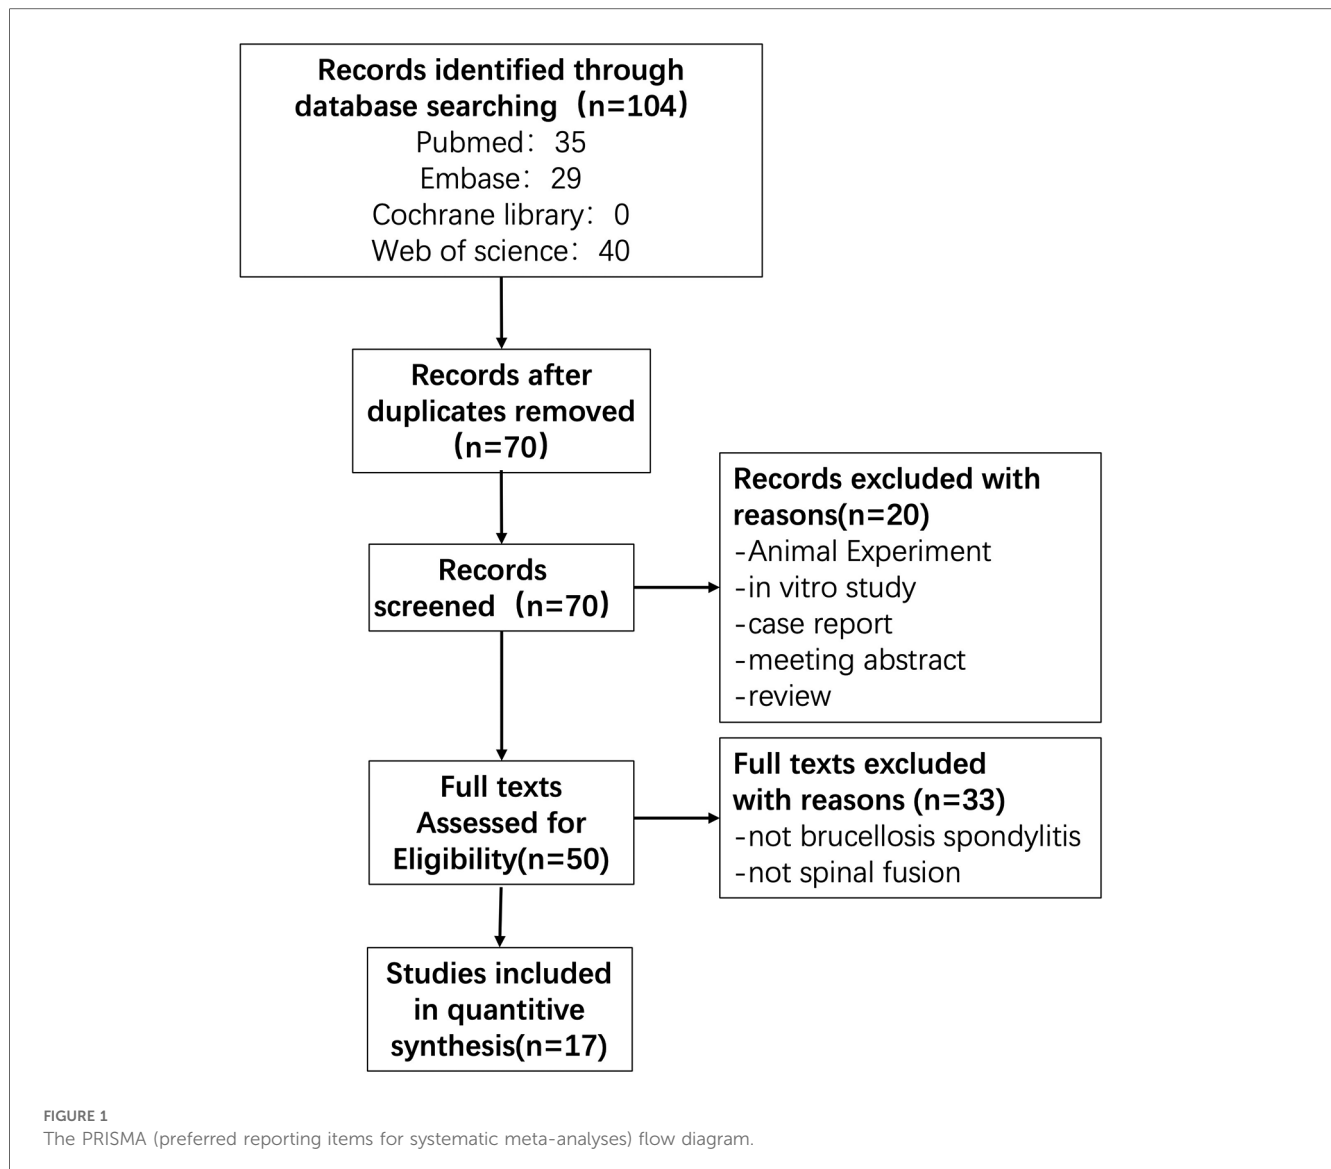 Records identified through
database searching（n=104）
Pubmed：35
Embase：29
Cochrane library：0
Web of science：40
Records after
duplicates removed
（n=70）
Records
screened（n=70）
Records excluded with
reasons(n=20)
-Animal Experiment
-in vitro study
-case report
-meeting abstract
-review
Full texts
Assessed for
Eligibility(n=50)
Full texts excluded
with reasons (n=33)
-not brucellosis spondylitis
-not spinal fusion
Studies included
in quantitive
synthesis(n=17)
FIGURE 1
The PRISMA (preferred reporting items for systematic meta-analyses) flow diagram.